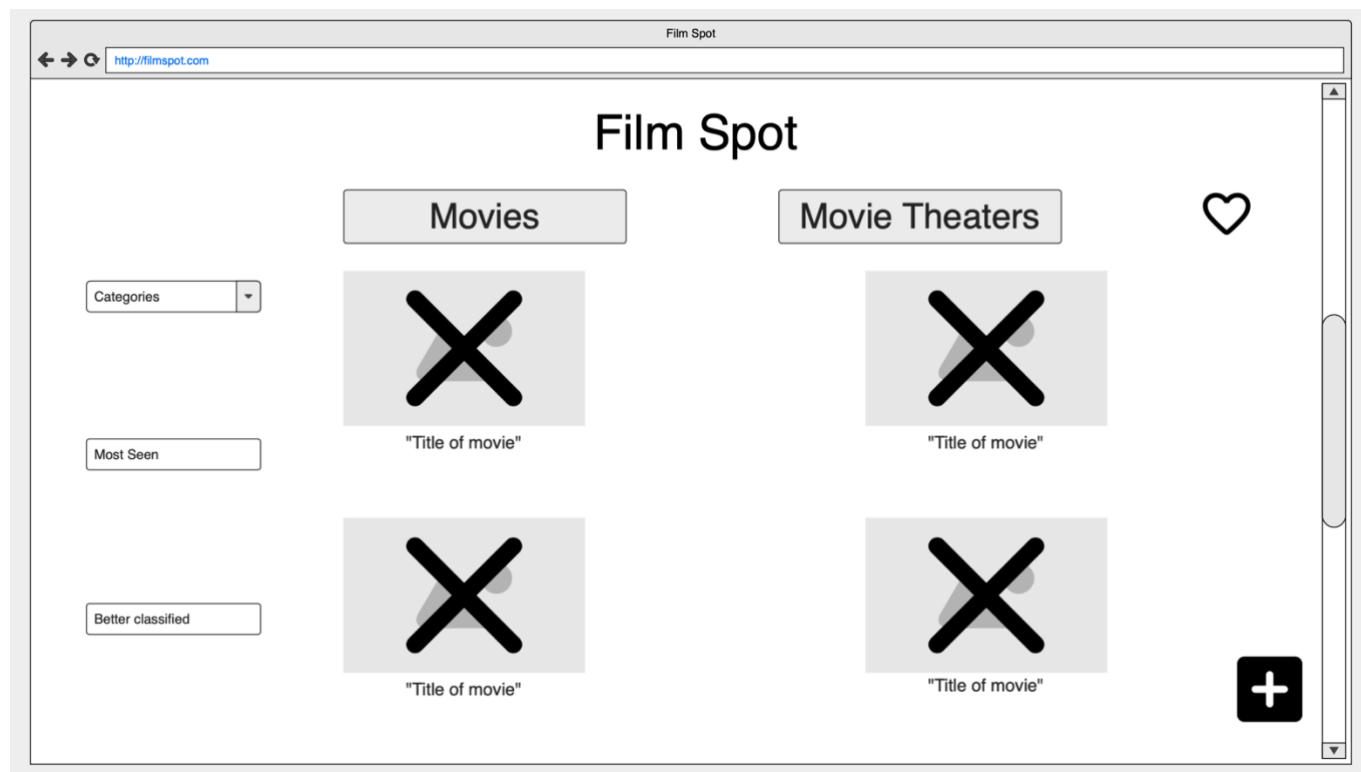 Film Spot
http://filmspot.com
Film Spot
Movies
Movie Theaters
Categories
"Title of movie"
"Title of movie"
Most Seen
Better classified
"Title of movie"
"Title of movie"